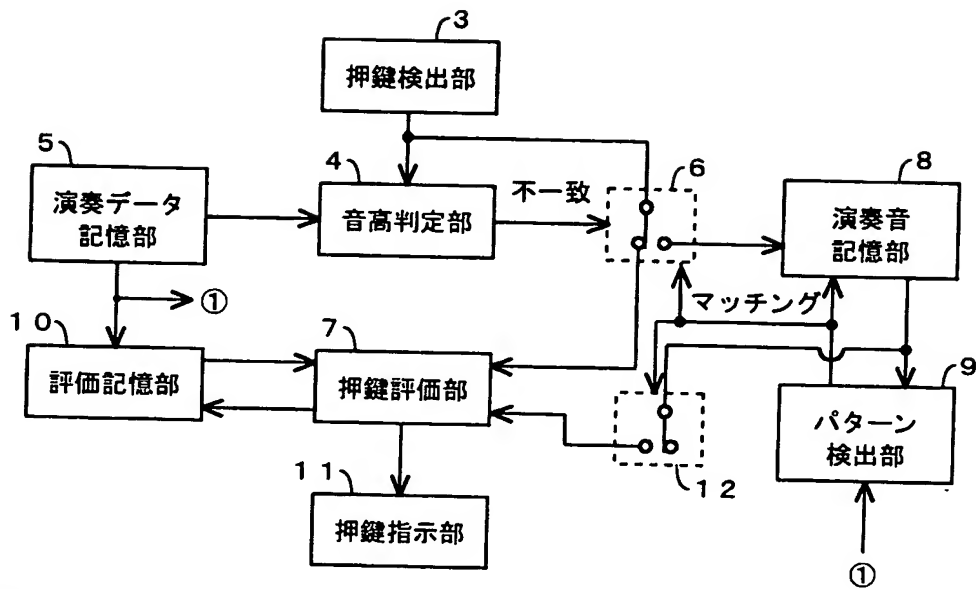 3
押鍵検出部
5
演奏データ
記憶部
4
音高判定部
不一致
6
8
演奏音
記憶部
①
マッチング
10
評価記憶部
7
押鍵評価部
9
パターン
検出部
12
11
押鍵指示部
①